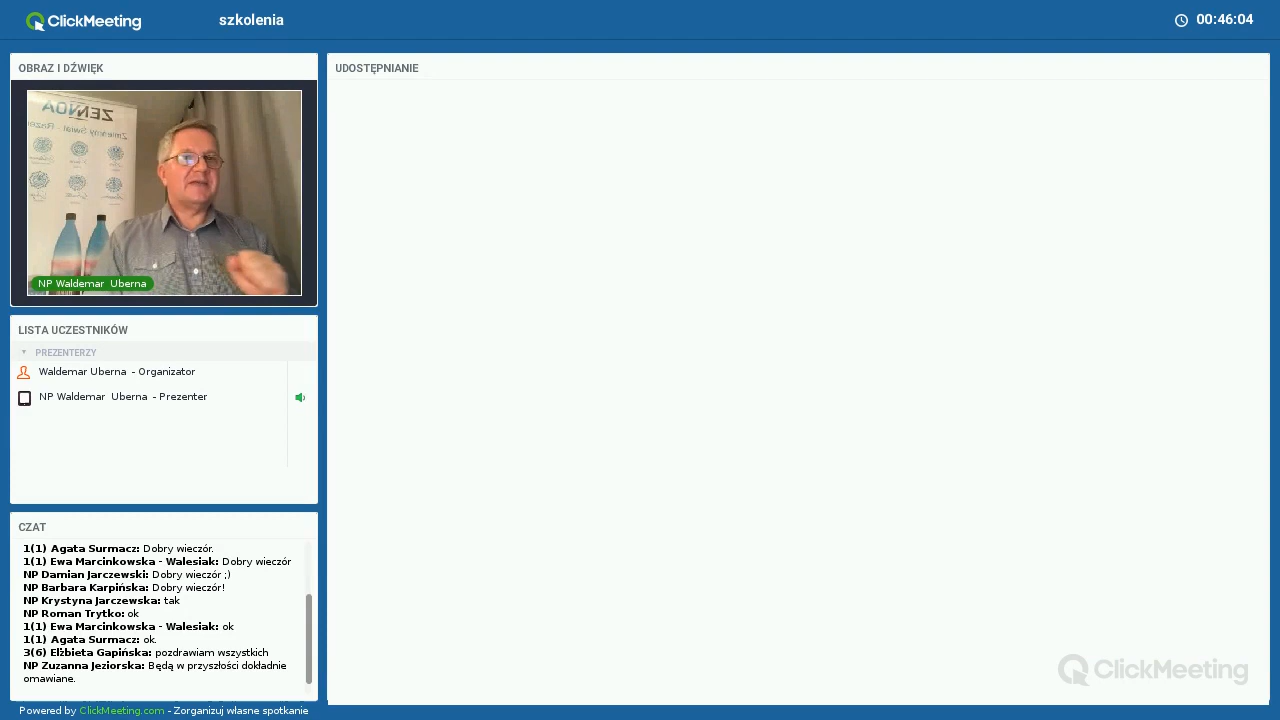 ClickMeeting
szkolenia
00:46:04
OBRAZ I DŹWIĘK
ZENNOA
Zmieniamy Świat - Razem
NP Waldemar Uberna
LISTA UCZESTNIKÓW
PREZENTERZY
Waldemar Uberna - Organizator
NP Waldemar Uberna - Prezenter
CZAT
1(1) Agata Surmacz: Dobry wieczór.
1(1) Ewa Marcinkowska - Walesiak: Dobry wieczór
NP Damian Jarczewski: Dobry wieczór ;)
NP Barbara Karpińska: Dobry wieczór!
NP Krystyna Jarczewska: tak
NP Roman Trytko: ok
1(1) Ewa Marcinkowska - Walesiak: ok
1(1) Agata Surmacz: ok.
3(6) Elżbieta Gapińska: pozdrawiam wszystkich
NP Zuzanna Jeziorska: Będą w przyszłości dokładnie
omawiane.
Powered by ClickMeeting.com - Zorganizuj własne spotkanie
UDOSTĘPNIANIE
ClickMeeting